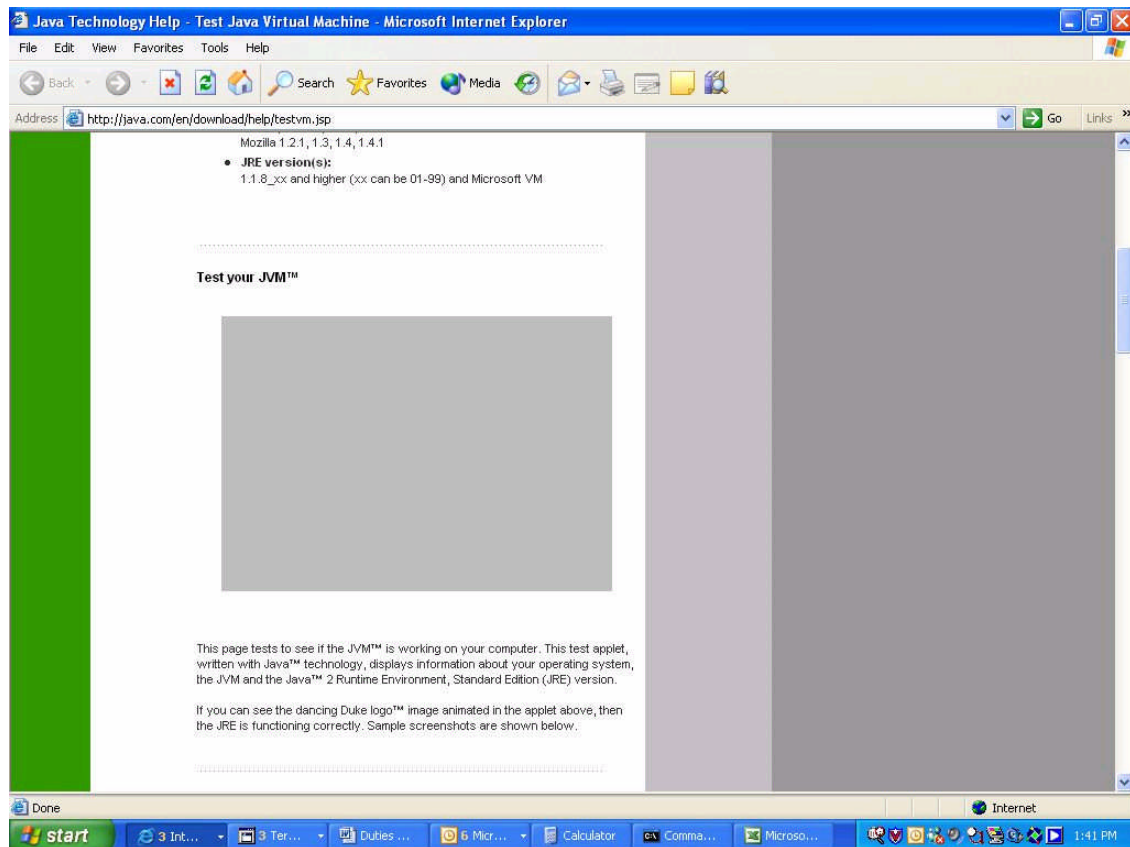 Java Technology Help - Test Java Virtual Machine - Microsoft Internet Explorer
File Edit View Favorites Tools Help
Back Search Favorites Media
Address http://java.com/en/download/help/testvm.jsp Go Links »
Mozilla 1.2.1, 1.3, 1.4, 1.4.1
• JRE version(s):
1.1.8_xx and higher (xx can be 01-99) and Microsoft VM
Test your JVM™
This page tests to see if the JVM™ is working on your computer. This test applet,
written with Java™ technology, displays information about your operating system,
the JVM and the Java™ 2 Runtime Environment, Standard Edition (JRE) version.
If you can see the dancing Duke logo™ image animated in the applet above, then
the JRE is functioning correctly. Sample screenshots are shown below.
Done Internet
start 3 Int... 3 Ter... Duties ... 6 Micr... Calculator Comma... Microso... 1:41 PM